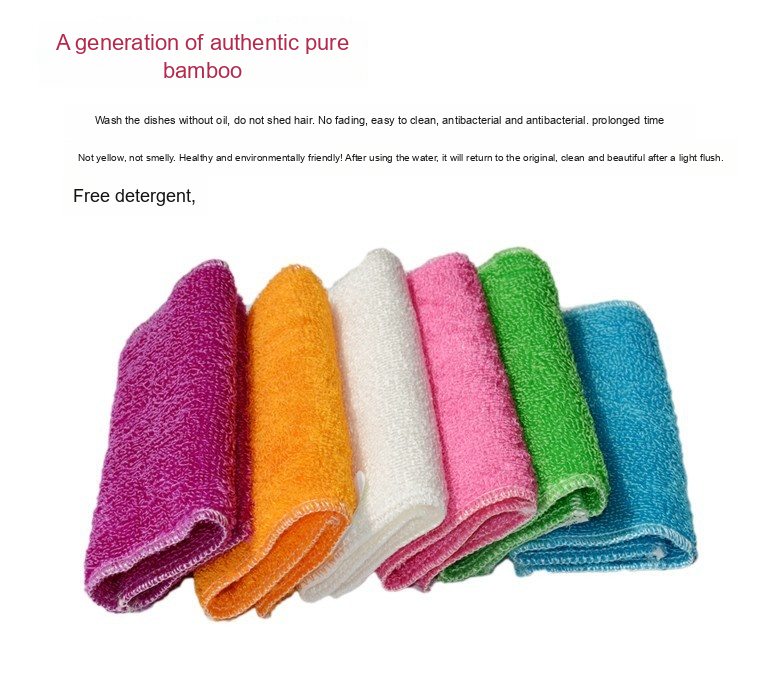 A generation of authentic pure
bamboo
Wash the dishes without oil, do not shed hair. No fading, easy to clean, antibacterial and antibacterial. prolonged time
Not yellow, not smelly. Healthy and environmentally friendly! After using the water, it will return to the original, clean and beautiful after a light flush.
Free detergent,